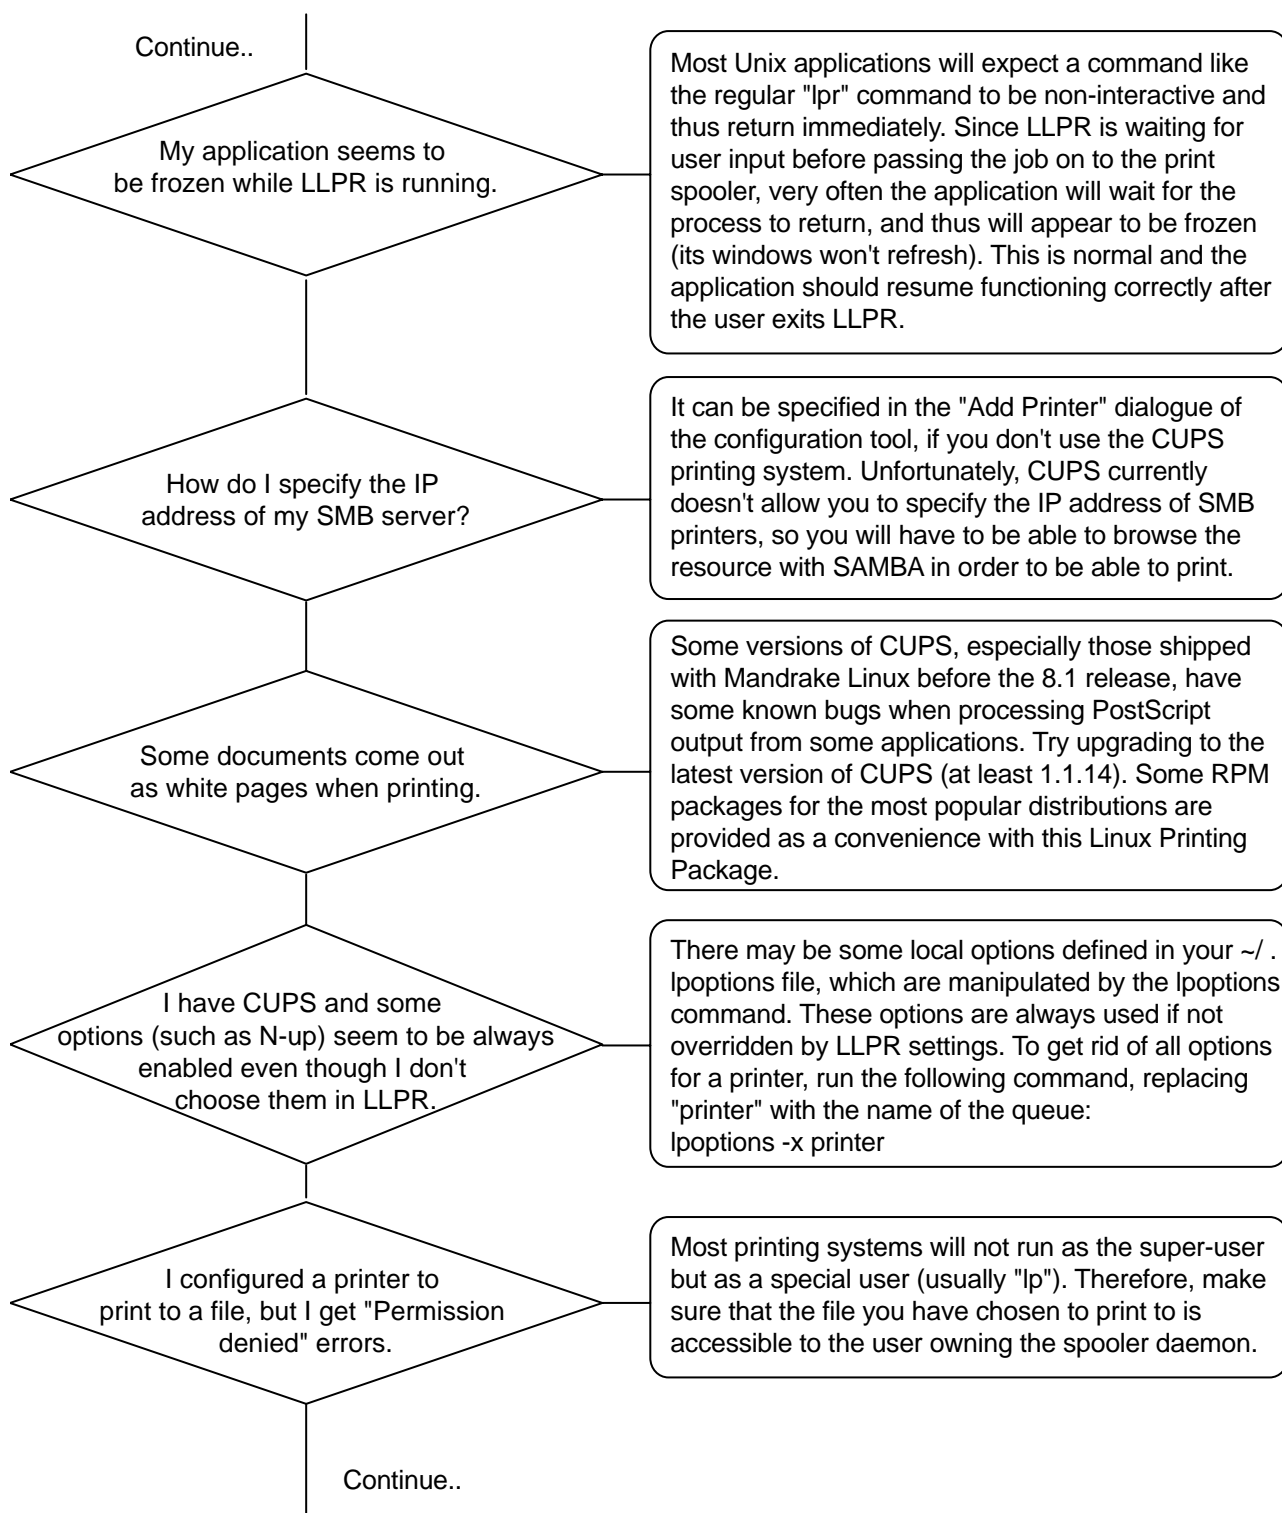 Continue..
My application seems to
be frozen while LLPR is running.
Most Unix applications will expect a command like
the regular "lpr" command to be non-interactive and
thus return immediately. Since LLPR is waiting for
user input before passing the job on to the print
spooler, very often the application will wait for the
process to return, and thus will appear to be frozen
(its windows won't refresh). This is normal and the
application should resume functioning correctly after
the user exits LLPR.
How do I specify the IP
address of my SMB server?
It can be specified in the "Add Printer" dialogue of
the configuration tool, if you don't use the CUPS
printing system. Unfortunately, CUPS currently
doesn't allow you to specify the IP address of SMB
printers, so you will have to be able to browse the
resource with SAMBA in order to be able to print.
Some documents come out
as white pages when printing.
Some versions of CUPS, especially those shipped
with Mandrake Linux before the 8.1 release, have
some known bugs when processing PostScript
output from some applications. Try upgrading to the
latest version of CUPS (at least 1.1.14). Some RPM
packages for the most popular distributions are
provided as a convenience with this Linux Printing
Package.
I have CUPS and some
options (such as N-up) seem to be always
enabled even though I don't
choose them in LLPR.
There may be some local options defined in your ~/ .
lpoptions file, which are manipulated by the lpoptions
command. These options are always used if not
overridden by LLPR settings. To get rid of all options
for a printer, run the following command, replacing
"printer" with the name of the queue:
lpoptions -x printer
I configured a printer to
print to a file, but I get "Permission
denied" errors.
Most printing systems will not run as the super-user
but as a special user (usually "lp"). Therefore, make
sure that the file you have chosen to print to is
accessible to the user owning the spooler daemon.
Continue..